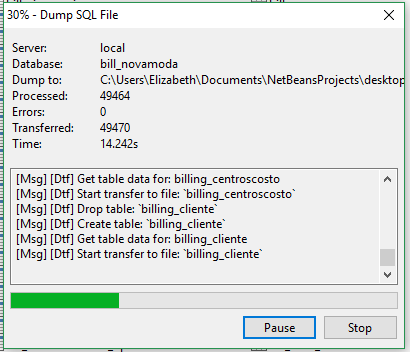 30% - Dump SQL File
Server: local
Database: bill_novamoda
Dump to: C:\Users\Elizabeth\Documents\NetBeansProjects\desktop
Processed: 49464
Errors: 0
Transferred: 49470
Time: 14.242s
[Msg] [Dtf] Get table data for: billing_centroscosto
[Msg] [Dtf] Start transfer to file: `billing_centroscosto`
[Msg] [Dtf] Drop table: `billing_cliente`
[Msg] [Dtf] Create table: `billing_cliente`
[Msg] [Dtf] Get table data for: billing_cliente
[Msg] [Dtf] Start transfer to file: `billing_cliente`
Pause Stop